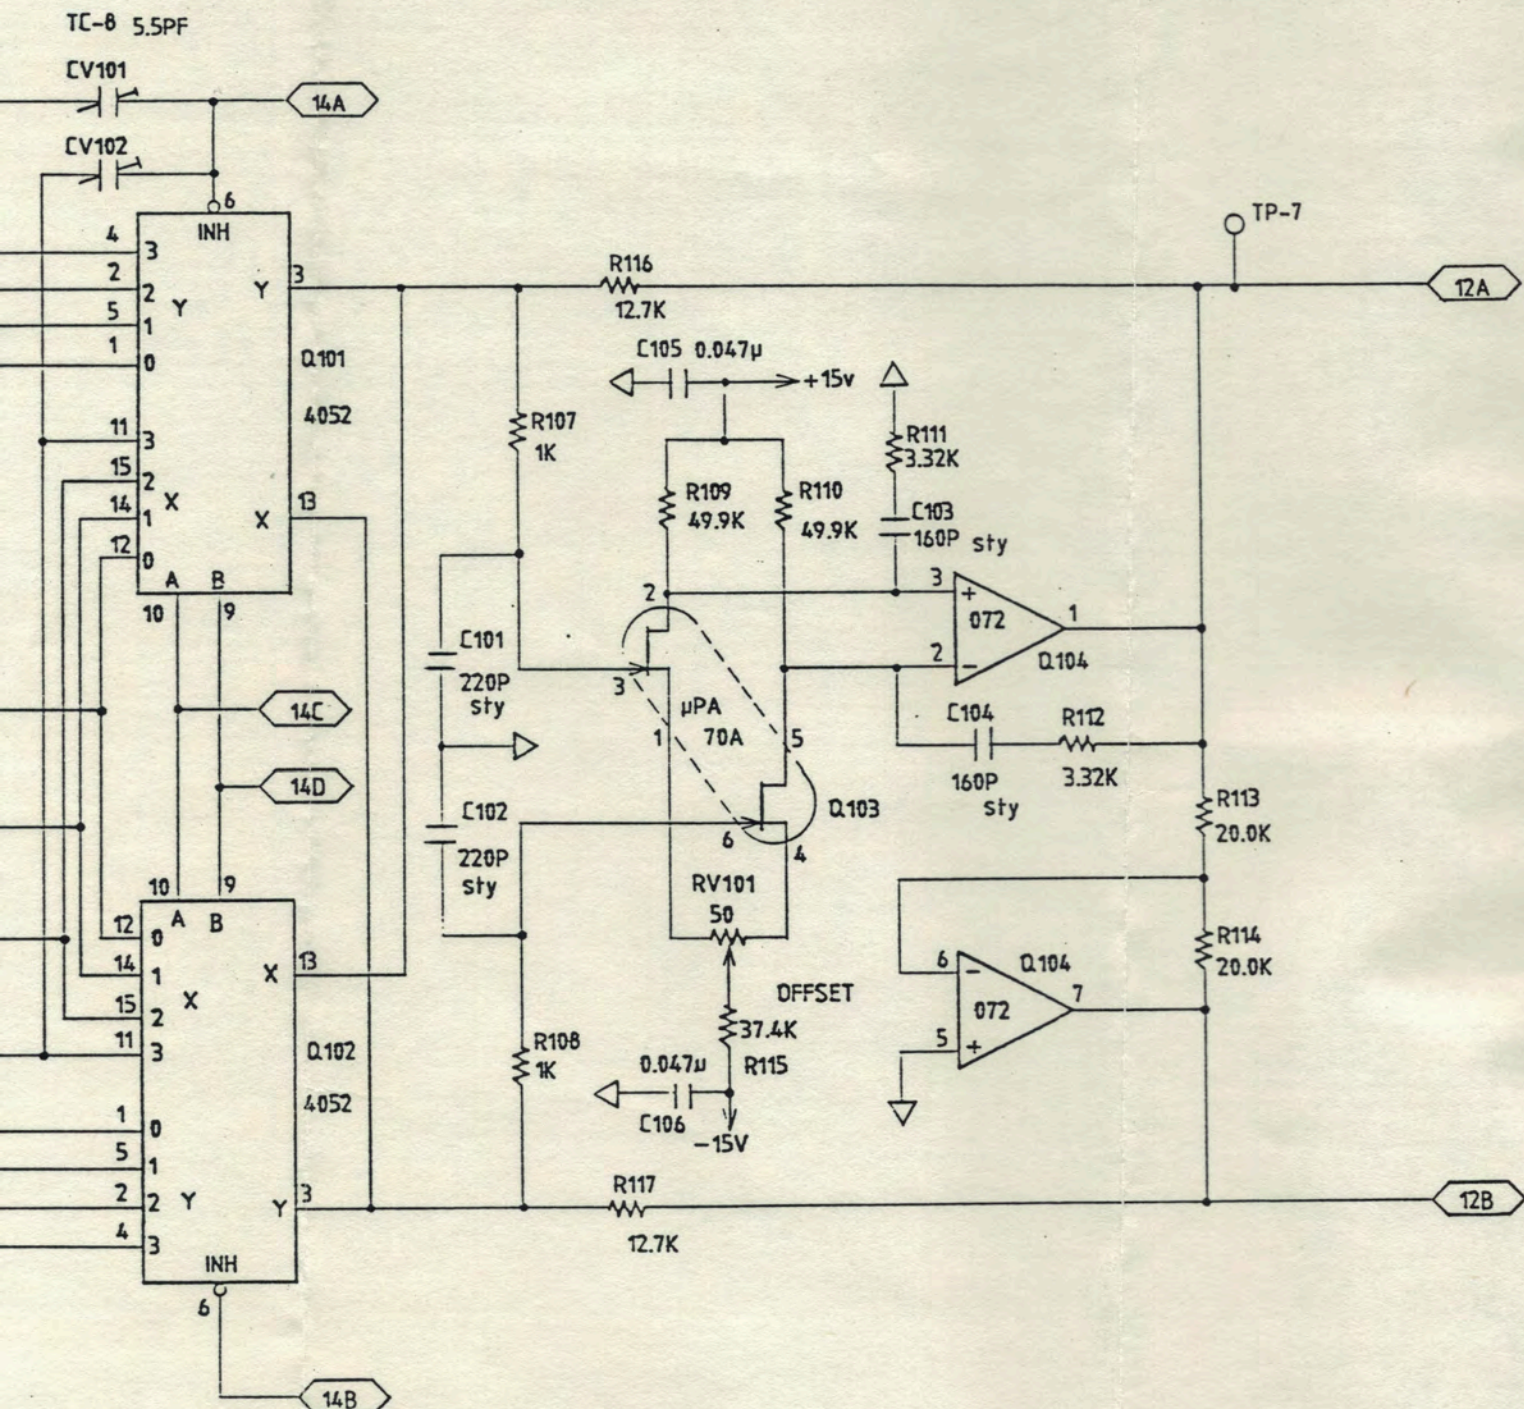 TC-8 5.5PF
CV101
14A
CV102
6
INH
TP-7
4 3
2 2
Y
5 1
1 0
Y
3
R116
12.7K
12A
Q101
4052
C105 0.047µ
+15v
R107
1K
R111
3.32K
11 3
15 2
X
14 1
12 0
X
13
R109
49.9K
R110
49.9K
C103
160P sty
A B
10 9
2
3
+
072
1
2
-
Q104
C101
220P
sty
3
µPA
70A
1
5
14C
C104
160P
sty
R112
3.32K
14D
C102
220P
sty
6
4
Q103
R113
20.0K
RV101
50
10 9
A B
12 0
14 1
X
15 2
11 3
X
13
OFFSET
37.4K
R115
R114
20.0K
6
-
Q104
072
7
5
+
Q102
4052
R108
1K
0.047µ
C106
-15V
1 0
5 1
2 2
Y
4 3
Y
3
R117
12.7K
12B
INH
6
14B